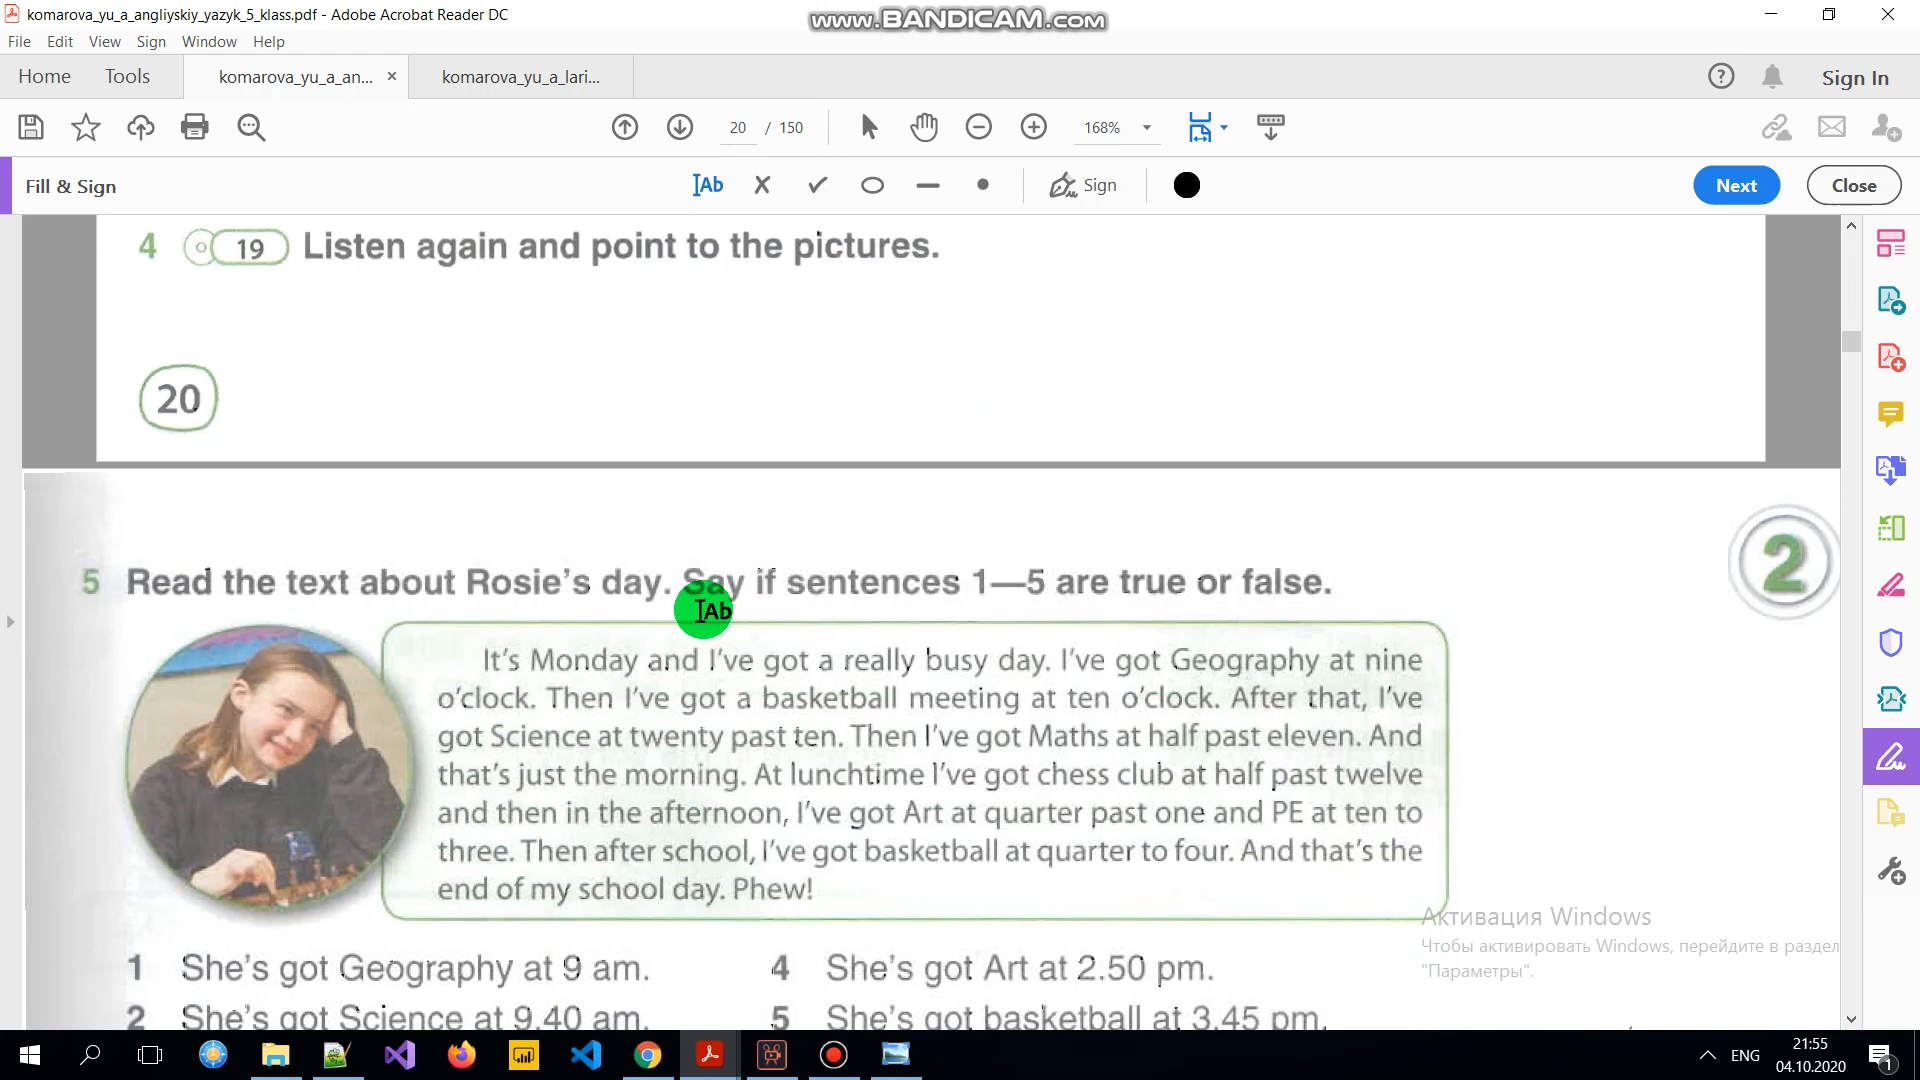 komarova_yu_a_angliyskiy_yazyk_5_klass.pdf - Adobe Acrobat Reader DC
www.BANDICAM.com
File Edit View Sign Window Help
Home Tools komarova_yu_a_an... × komarova_yu_a_lari... Sign In
20 / 150 168%
Fill & Sign Ab Sign Next Close
4 19 Listen again and point to the pictures.
20
2
5 Read the text about Rosie's day. Say if sentences 1—5 are true or false.
Ab
It's Monday and I've got a really busy day. I've got Geography at nine
o'clock. Then I've got a basketball meeting at ten o'clock. After that, I've
got Science at twenty past ten. Then I've got Maths at half past eleven. And
that's just the morning. At lunchtime I've got chess club at half past twelve
and then in the afternoon, I've got Art at quarter past one and PE at ten to
three. Then after school, I've got basketball at quarter to four. And that's the
end of my school day. Phew!
1 She's got Geography at 9 am.
2 She's got Science at 9.40 am.
4 She's got Art at 2.50 pm.
5 She's got basketball at 3.45 pm.
Активация Windows
Чтобы активировать Windows, перейдите в раздел
"Параметры".
ENG
21:55
04.10.2020
1